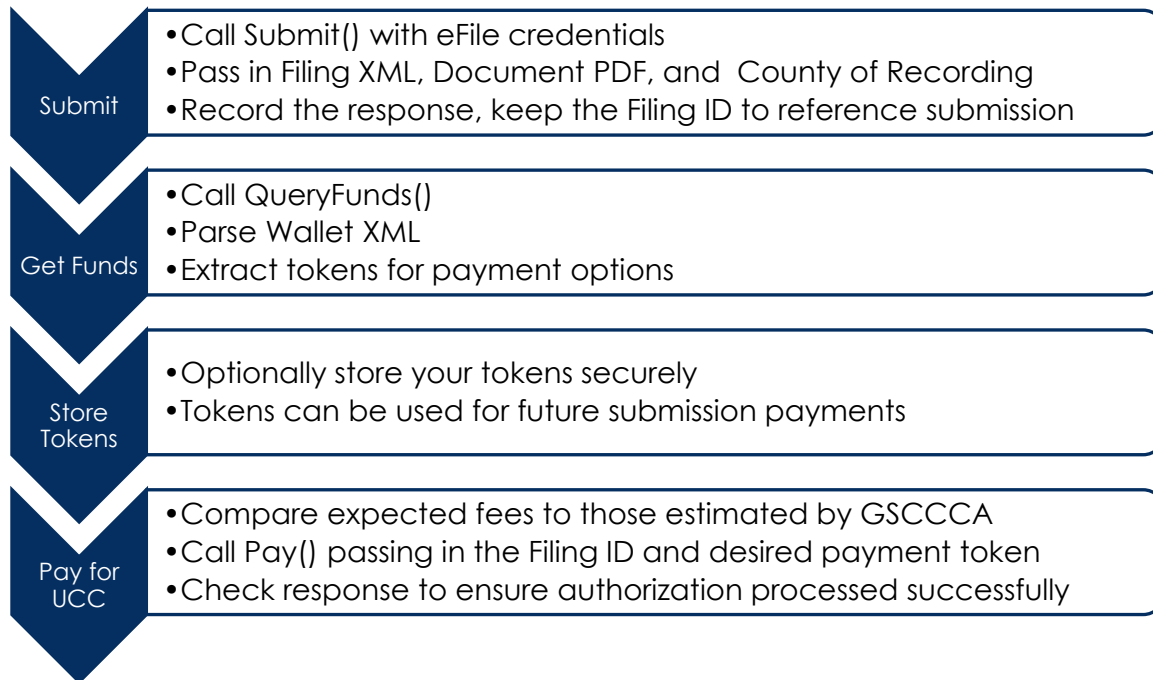 Submit
•Call Submit() with eFile credentials
•Pass in Filing XML, Document PDF, and  County of Recording
•Record the response, keep the Filing ID to reference submission
Get Funds
•Call QueryFunds()
•Parse Wallet XML
•Extract tokens for payment options
Store
Tokens
•Optionally store your tokens securely
•Tokens can be used for future submission payments
Pay for
UCC
•Compare expected fees to those estimated by GSCCCA
•Call Pay() passing in the Filing ID and desired payment token
•Check response to ensure authorization processed successfully